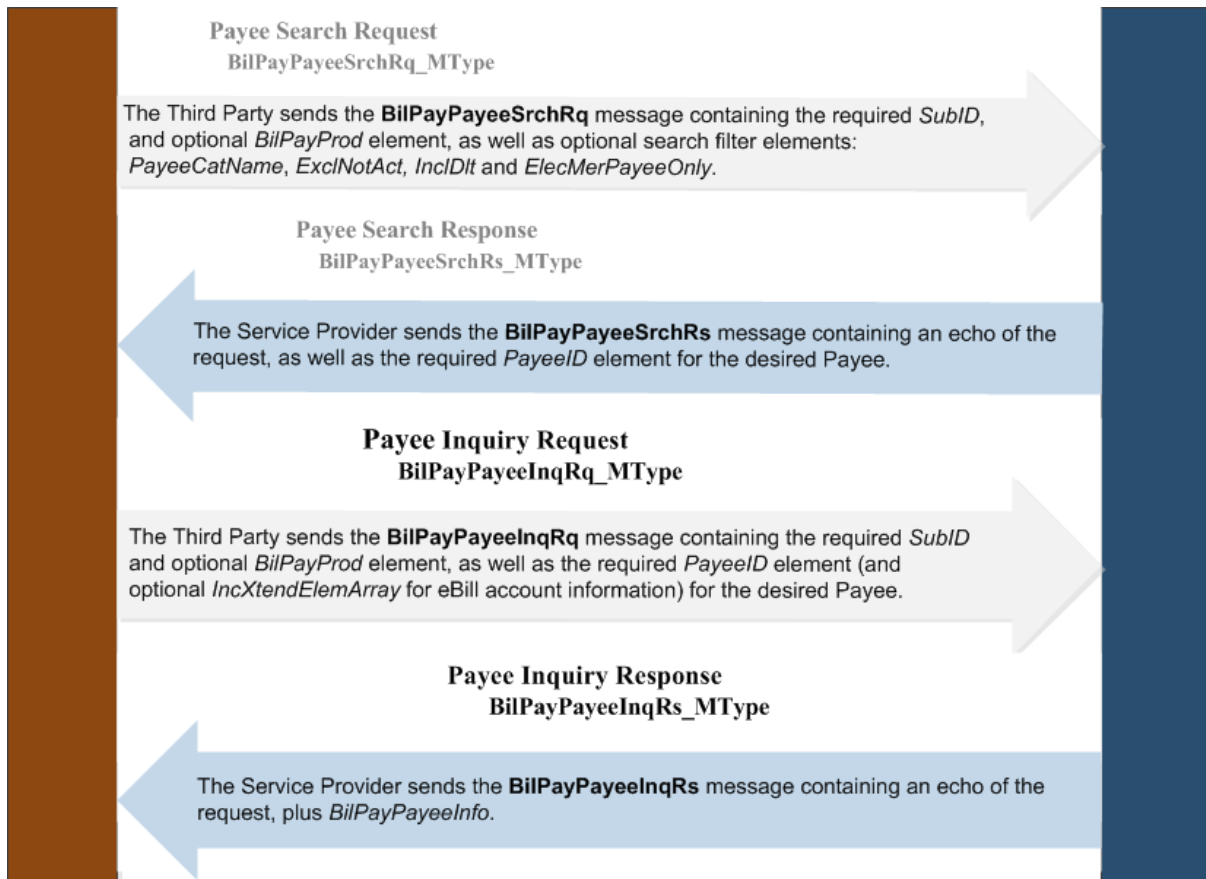 Payee Search Request
BilPayPayeeSrchRq_MType
The Third Party sends the BilPayPayeeSrchRq message containing the required SubID,
and optional BilPayProd element, as well as optional search filter elements:
PayeeCatName, ExclNotAct, InclDlt and ElecMerPayeeOnly.
Payee Search Response
BilPayPayeeSrchRs_MType
The Service Provider sends the BilPayPayeeSrchRs message containing an echo of the
request, as well as the required PayeeID element for the desired Payee.
Payee Inquiry Request
BilPayPayeeInqRq_MType
The Third Party sends the BilPayPayeeInqRq message containing the required SubID
and optional BilPayProd element, as well as the required PayeeID element (and
optional IncXtendElemArray for eBill account information) for the desired Payee.
Payee Inquiry Response
BilPayPayeeInqRs_MType
The Service Provider sends the BilPayPayeeInqRs message containing an echo of the
request, plus BilPayPayeeInfo.